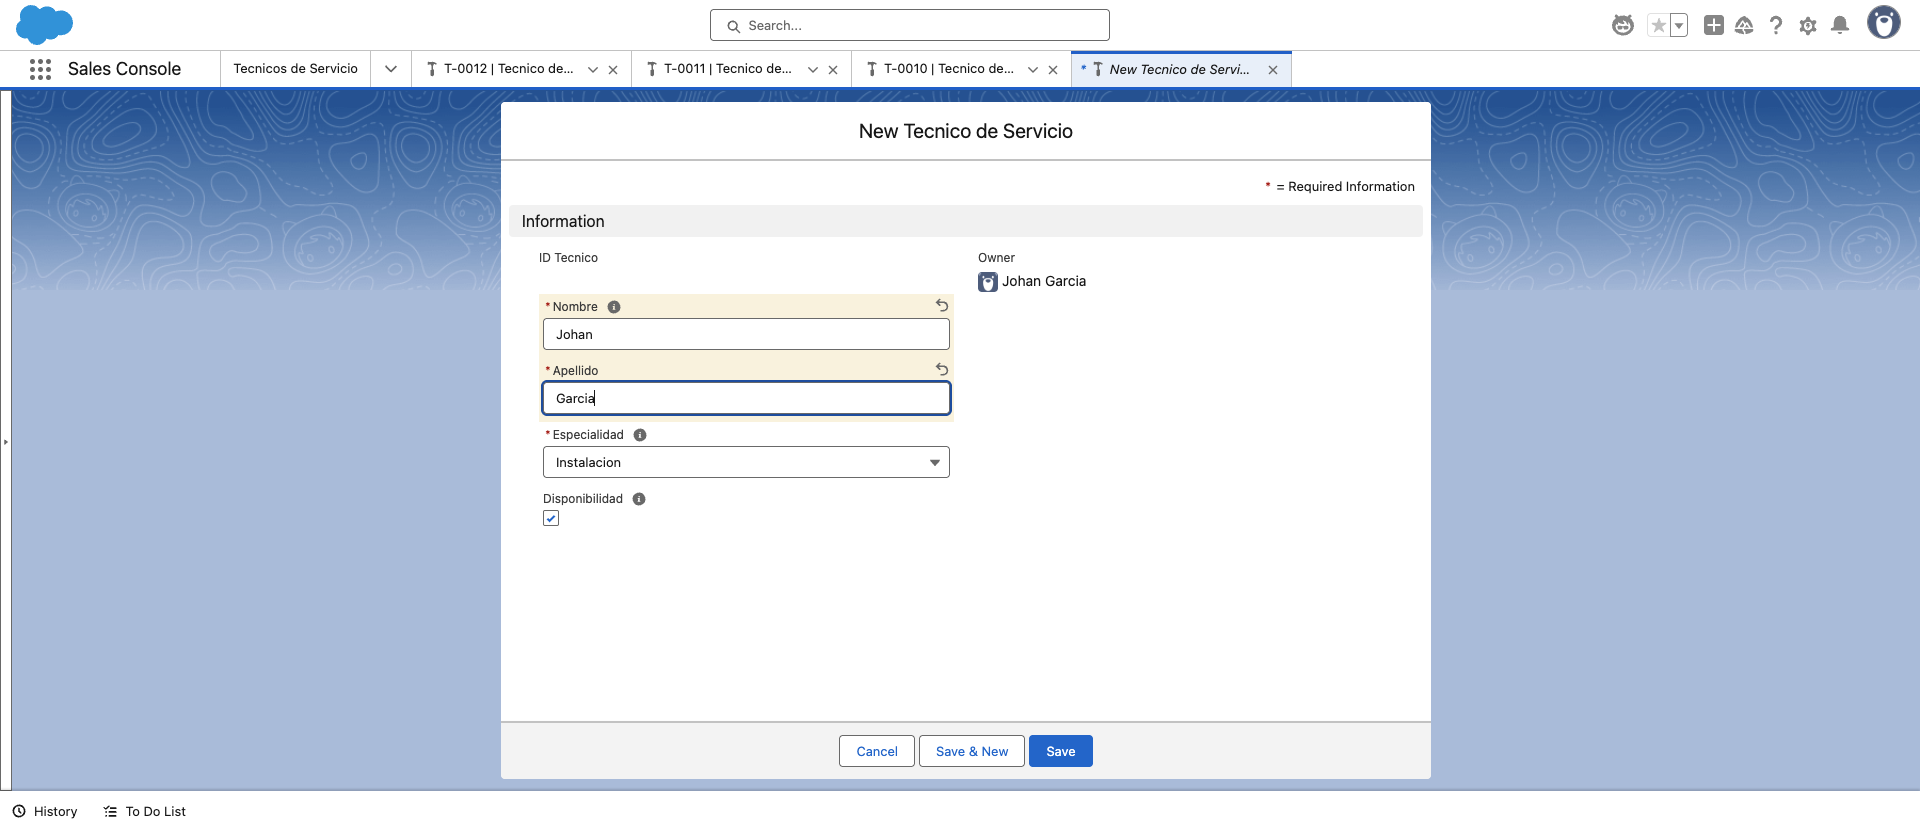 Search...
Sales Console
Tecnicos de Servicio
T-0012 | Tecnico de...
T-0011 | Tecnico de...
T-0010 | Tecnico de...
* New Tecnico de Servi...
New Tecnico de Servicio
* = Required Information
Information
ID Tecnico
Owner
Johan Garcia
* Nombre
Johan
* Apellido
Garcia
* Especialidad
Instalacion
Disponibilidad
Cancel
Save & New
Save
History
To Do List